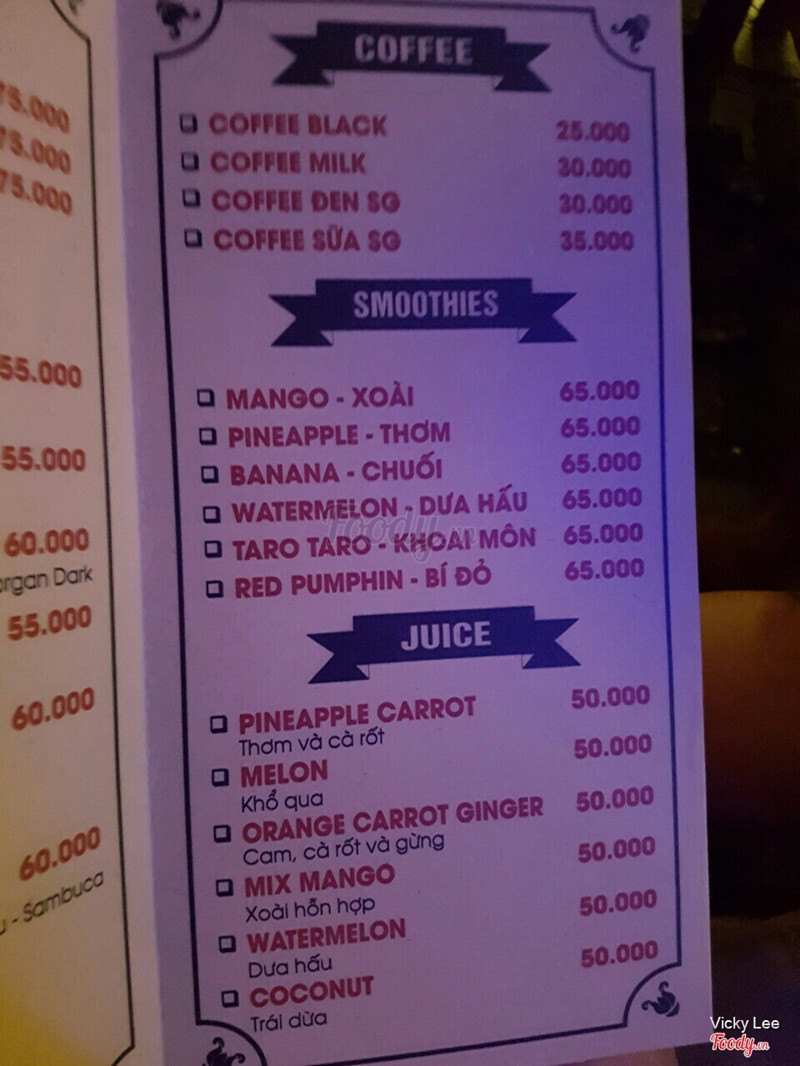 75.000
75.000
75.000
55.000
55.000
60.000
organ Dark
55.000
60.000
60.000
- Sambuca
COFFEE
COFFEE BLACK 25.000
COFFEE MILK 30.000
COFFEE ĐEN SG 30.000
COFFEE SỮA SG 35.000
SMOOTHIES
MANGO - XOÀI 65.000
PINEAPPLE - THƠM 65.000
BANANA - CHUỐI 65.000
WATERMELON - DƯA HẤU 65.000
TARO TARO - KHOAI MÔN 65.000
RED PUMPHIN - BÍ ĐỎ 65.000
Foody.vn
JUICE
PINEAPPLE CARROT 50.000
Thơm và cà rốt
MELON 50.000
Khổ qua
ORANGE CARROT GINGER 50.000
Cam, cà rốt và gừng
MIX MANGO 50.000
Xoài hỗn hợp
WATERMELON 50.000
Dưa hấu
COCONUT 50.000
Trái dừa
Vicky Lee
Foody.vn